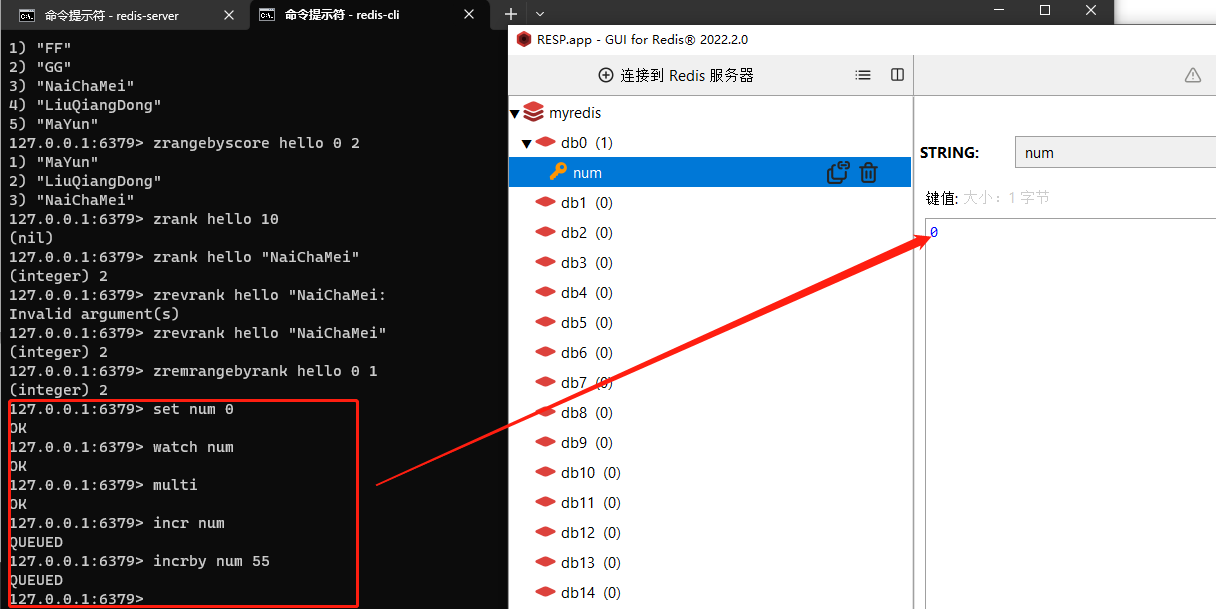 命令提示符 - redis-server
命令提示符 - redis-cli
1) "FF"
2) "GG"
3) "NaiChaMei"
4) "LiuQiangDong"
5) "MaYun"
127.0.0.1:6379> zrangebyscore hello 0 2
1) "MaYun"
2) "LiuQiangDong"
3) "NaiChaMei"
127.0.0.1:6379> zrank hello 10
(nil)
127.0.0.1:6379> zrank hello "NaiChaMei"
(integer) 2
127.0.0.1:6379> zrevrank hello "NaiChaMei:
Invalid argument(s)
127.0.0.1:6379> zrevrank hello "NaiChaMei"
(integer) 2
127.0.0.1:6379> zremrangebyrank hello 0 1
(integer) 2
127.0.0.1:6379> set num 0
OK
127.0.0.1:6379> watch num
OK
127.0.0.1:6379> multi
OK
127.0.0.1:6379> incr num
QUEUED
127.0.0.1:6379> incrby num 55
QUEUED
127.0.0.1:6379>
RESP.app - GUI for Redis® 2022.2.0
连接到 Redis 服务器
myredis
db0 (1)
num
db1 (0)
db2 (0)
db3 (0)
db4 (0)
db5 (0)
db6 (0)
db7 (0)
db8 (0)
db9 (0)
db10 (0)
db11 (0)
db12 (0)
db13 (0)
db14 (0)
STRING: num
键值: 大小: 1 字节
0